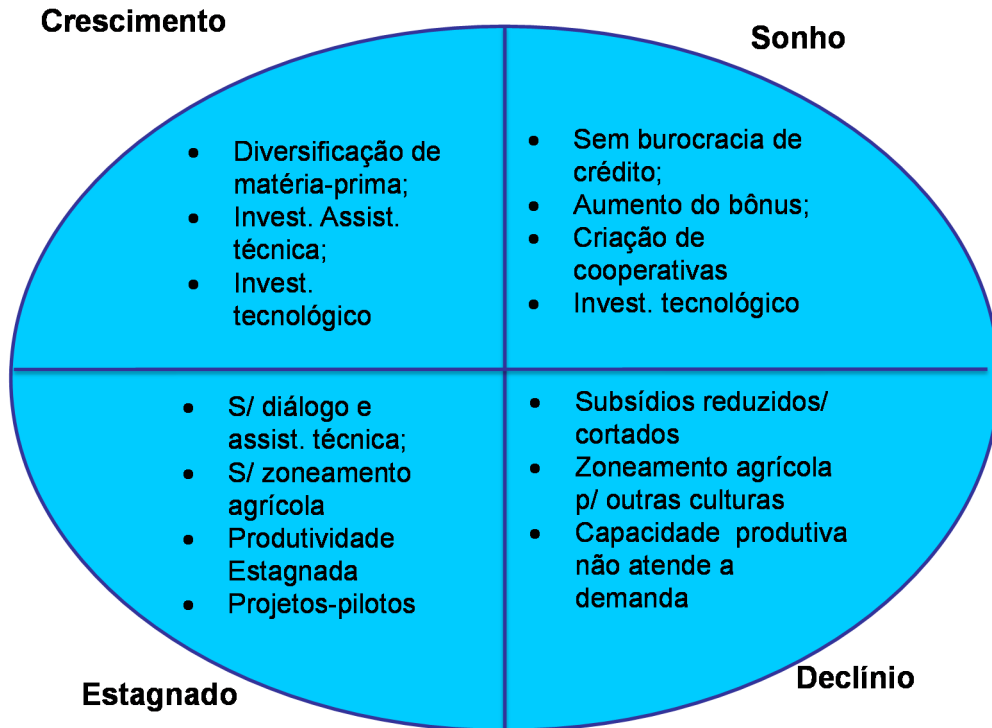 Crescimento
• Diversificação de
matéria-prima;
• Invest. Assist.
técnica;
• Invest.
tecnológico
Sonho
• Sem burocracia de
crédito;
• Aumento do bônus;
• Criação de
cooperativas
• Invest. tecnológico
• S/ diálogo e
assist. técnica;
• S/ zoneamento
agrícola
• Produtividade
Estagnada
• Projetos-pilotos
Estagnado
• Subsídios reduzidos/
cortados
• Zoneamento agrícola
p/ outras culturas
• Capacidade produtiva
não atende a
demanda
Declínio